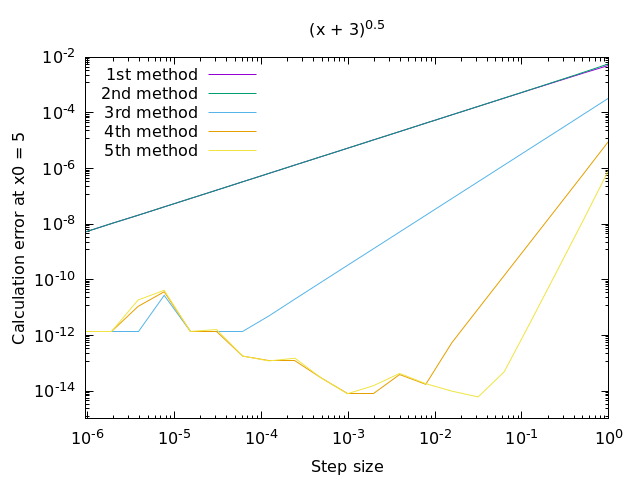 (x + 3)^0.5
Calculation error at x0 = 5
10^-2
10^-4
10^-6
10^-8
10^-10
10^-12
10^-14
1st method
2nd method
3rd method
4th method
5th method
10^-6 10^-5 10^-4 10^-3 10^-2 10^-1 10^0
Step size